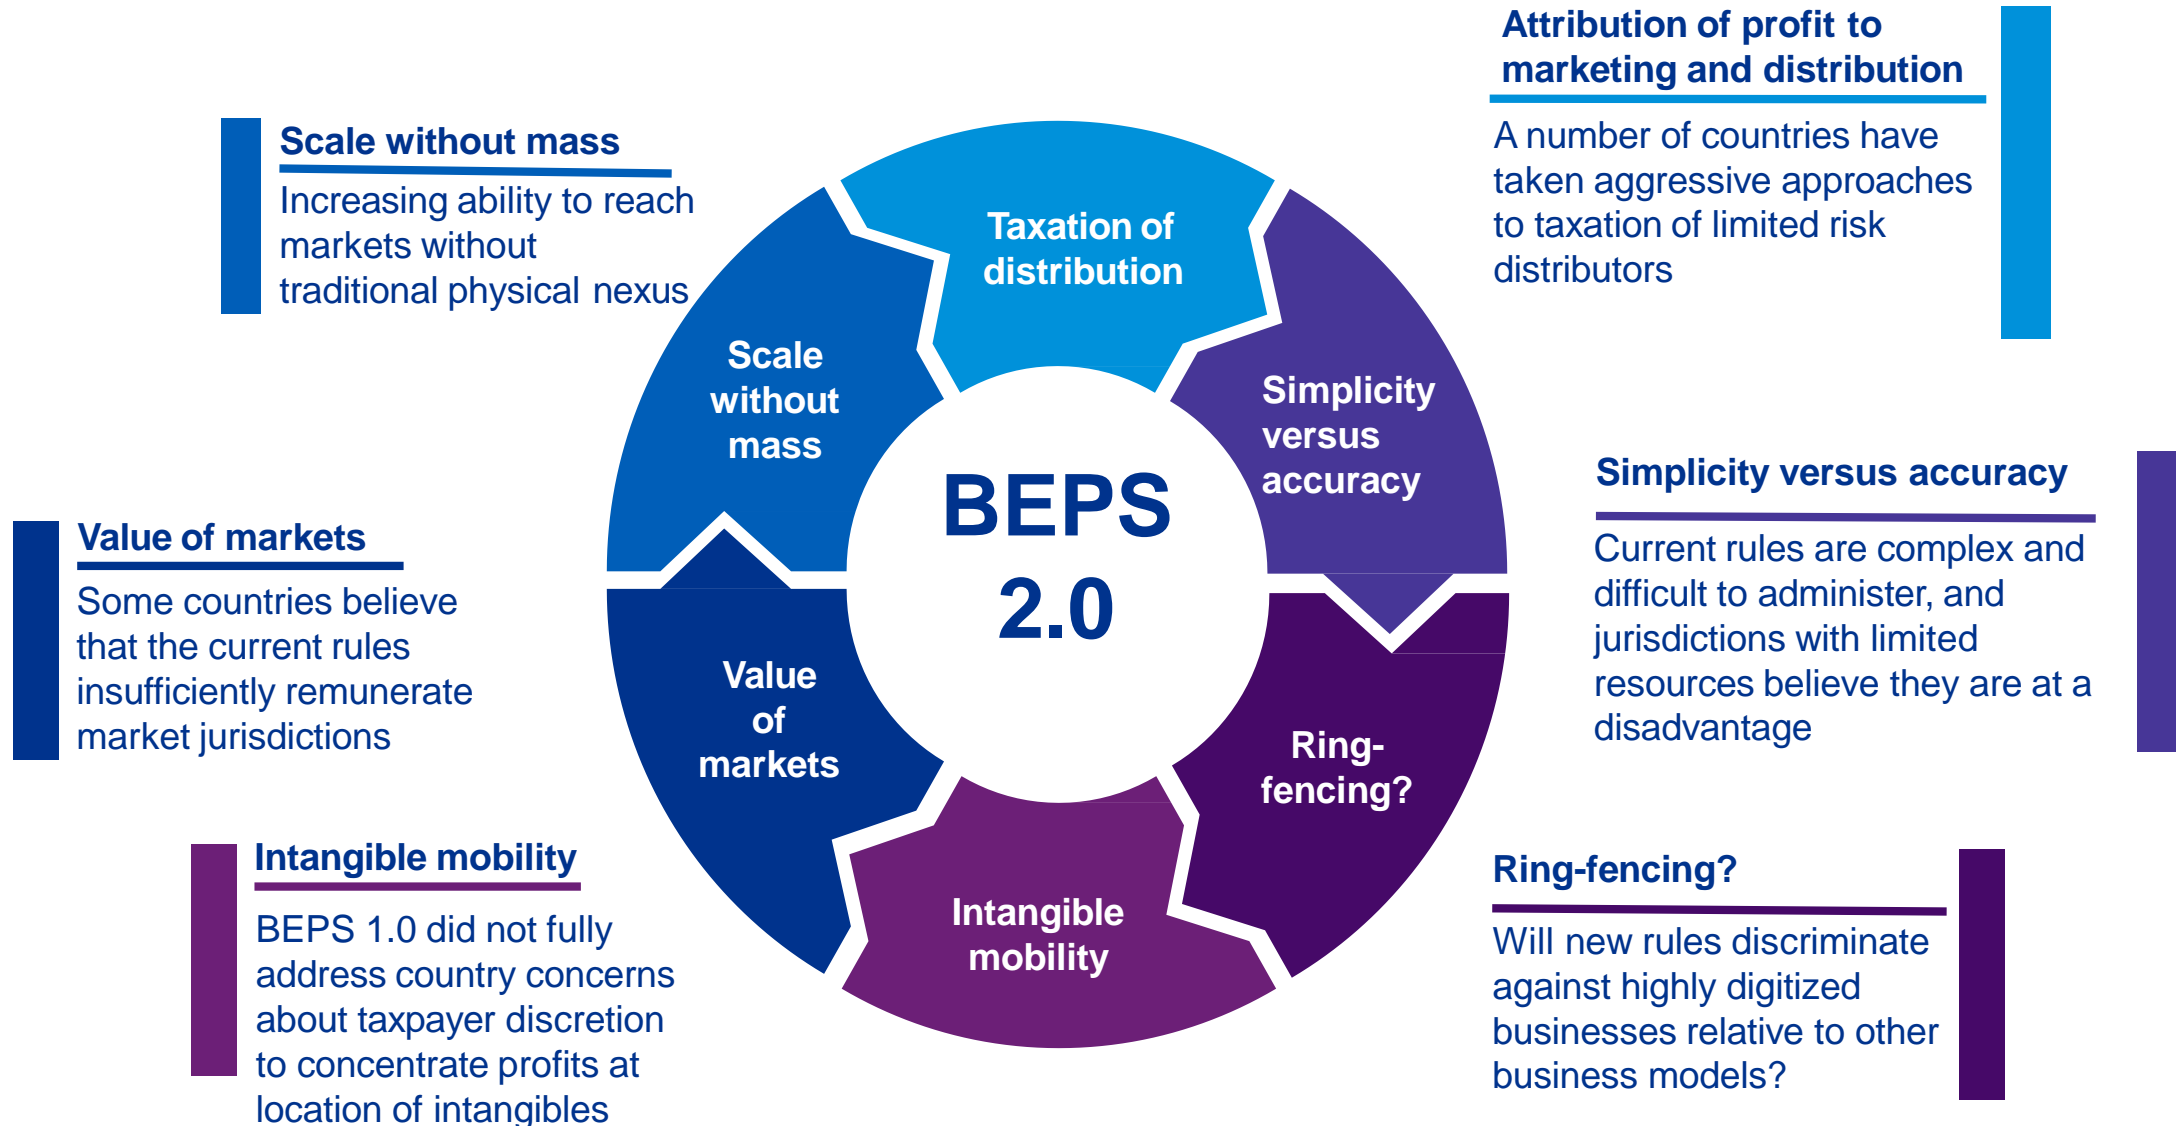 Attribution of profit to
marketing and distribution
A number of countries have
taken aggressive approaches
to taxation of limited risk
distributors
Scale without mass
Increasing ability to reach
markets without
traditional physical nexus
Taxation of
distribution
Scale
without
mass
Simplicity
versus
accuracy
BEPS
2.0
Simplicity versus accuracy
Current rules are complex and
difficult to administer, and
jurisdictions with limited
resources believe they are at a
disadvantage
Value of markets
Some countries believe
that the current rules
insufficiently remunerate
market jurisdictions
Value
of
markets
Ring-
fencing?
Intangible
mobility
Intangible mobility
BEPS 1.0 did not fully
address country concerns
about taxpayer discretion
to concentrate profits at
location of intangibles
Ring-fencing?
Will new rules discriminate
against highly digitized
businesses relative to other
business models?